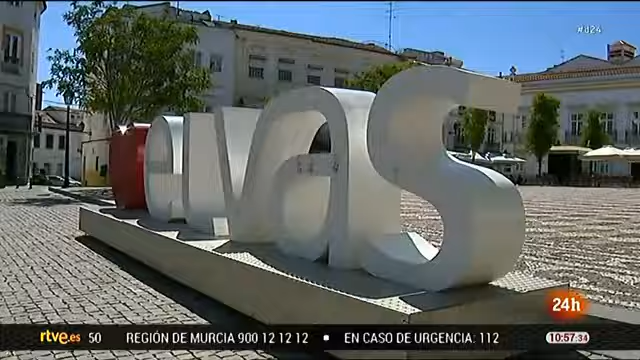 #d24
elvas
24h
rtve.es 50 REGIÓN DE MURCIA 900 12 12 12 EN CASO DE URGENCIA: 112 10:57:34